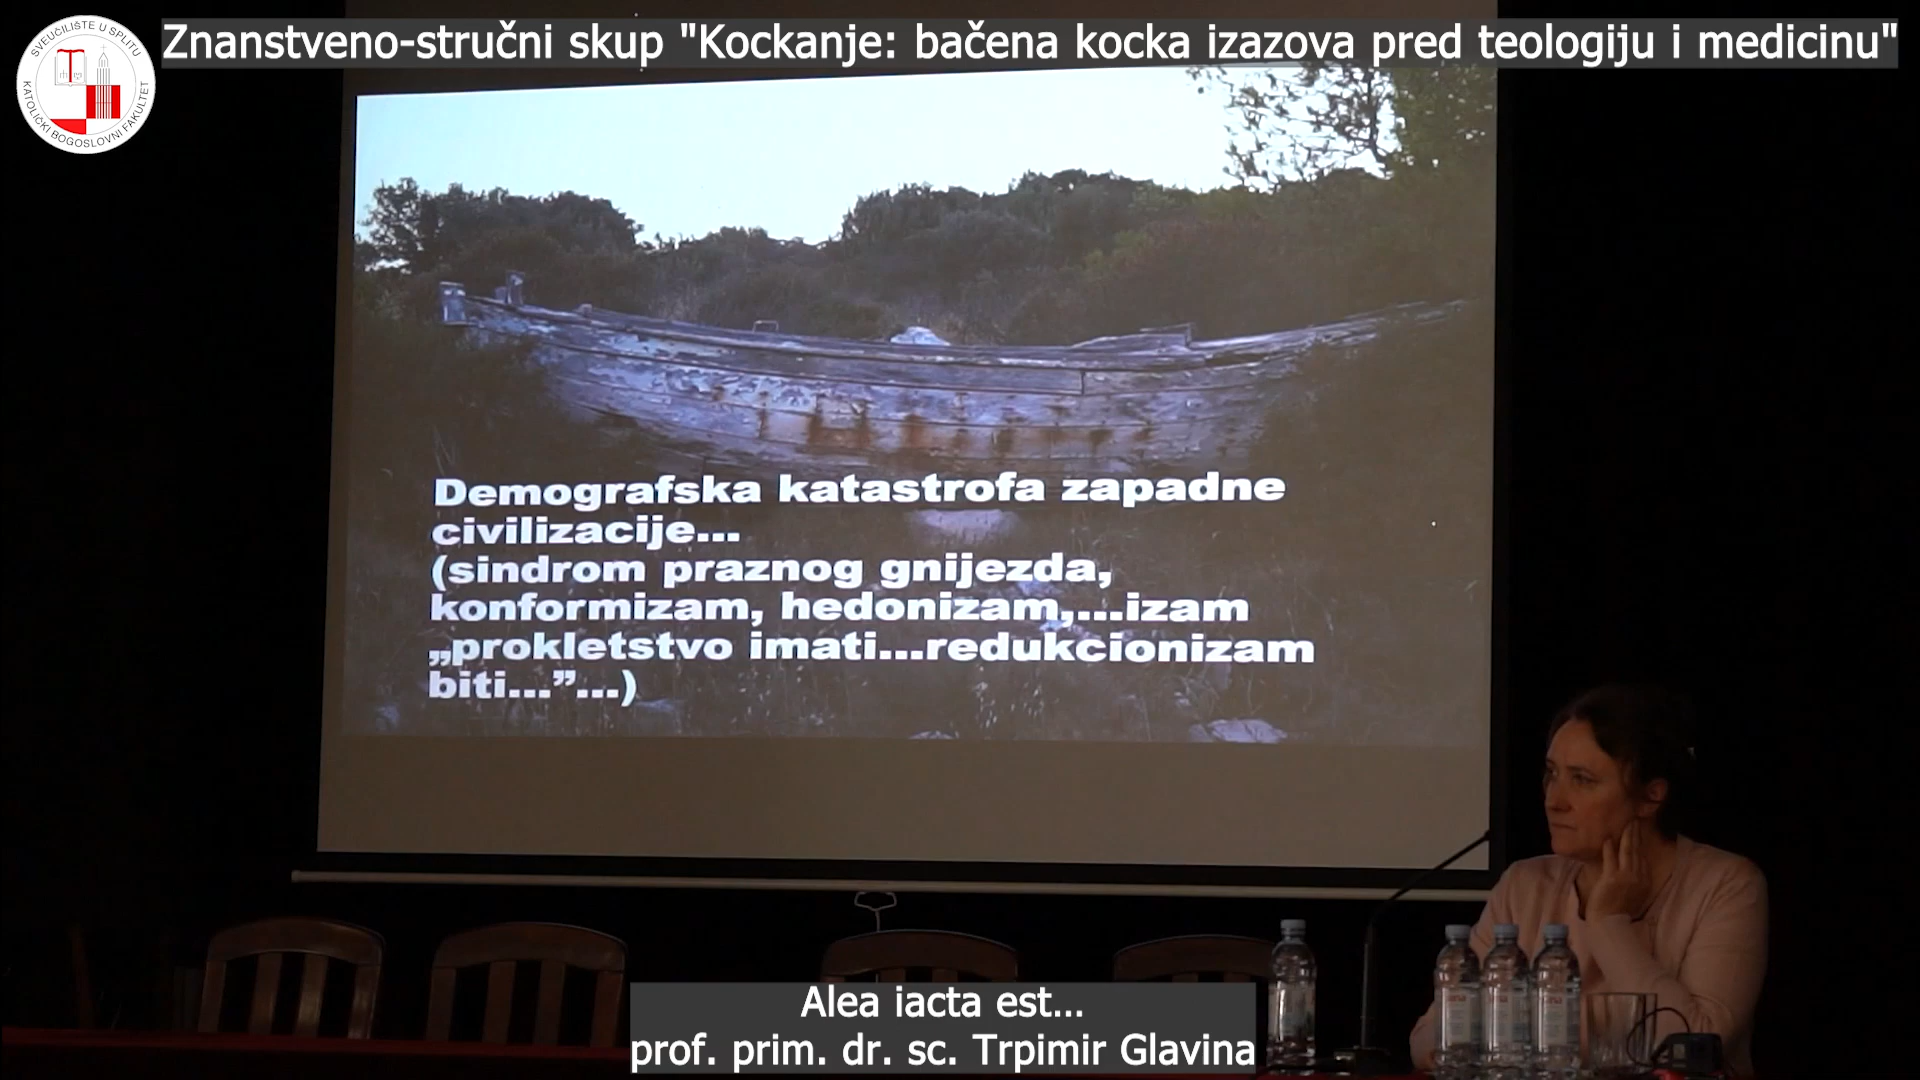 Znanstveno-stručni skup "Kockanje: bačena kocka izazova pred teologiju i medicinu"
SVEUČILIŠTE U SPLITU
KATOLIČKI BOGOSLOVNI FAKULTET
Demografska katastrofa zapadne
civilizacije...
(sindrom praznog gnijezda,
konformizam, hedonizam,...izam
„prokletstvo imati...redukcionizam
biti...”...)
Alea iacta est...
prof. prim. dr. sc. Trpimir Glavina